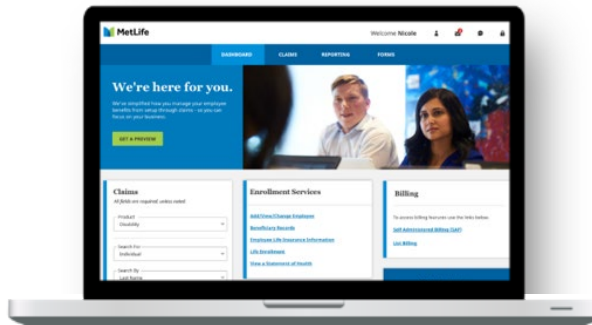 MetLife
Welcome Nicole
DASHBOARD CLAIMS REPORTING FORMS
We're here for you.
We've simplified how you manage your employee
benefits from setup through claims - so you can
focus on your business.
GET A PREVIEW
Claims
All fields are required, unless noted
Product
Disability
Search For
Individual
Search By
Last Name
Enrollment Services
Add/View/Change Employee
Beneficiary Records
Employee Life Insurance Information
Life Enrollment
View a Statement of Health
Billing
To access billing features use the links below.
Self Administered Billing (SAF)
List Billing